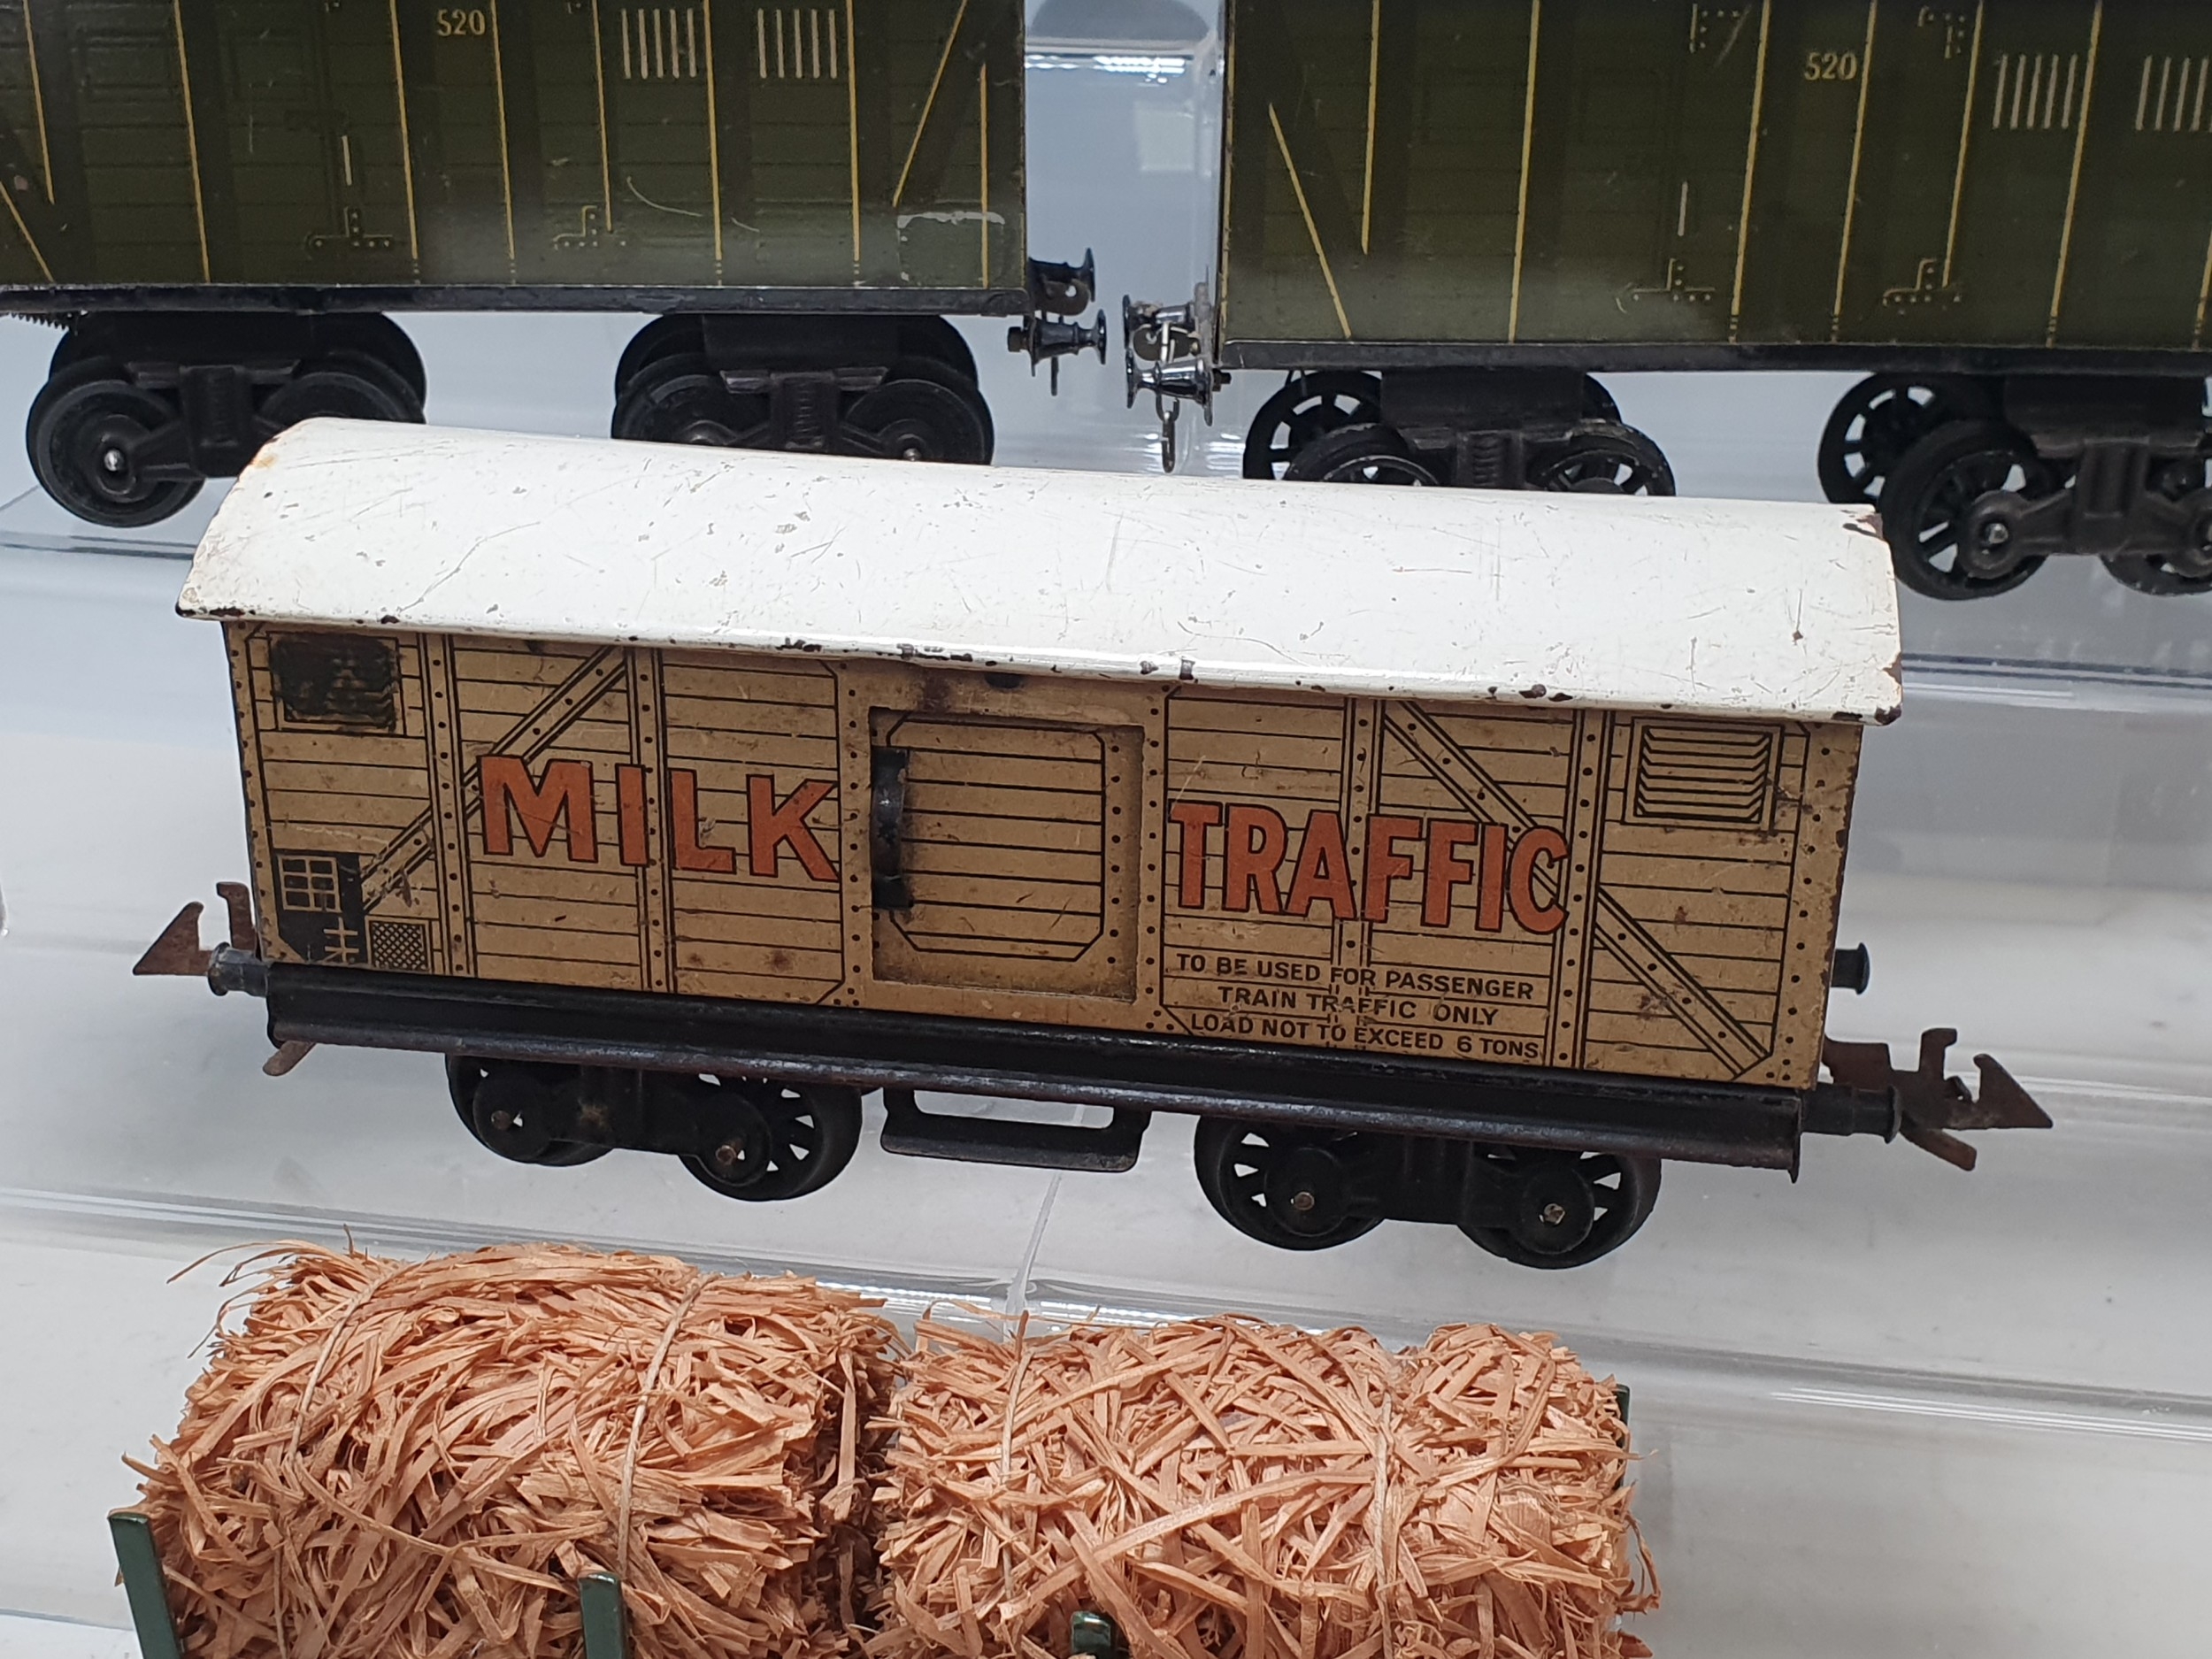 520
520
MILK TRAFFIC
TO BE USED FOR PASSENGER
TRAIN TRAFFIC ONLY
LOAD NOT TO EXCEED 6 TONS